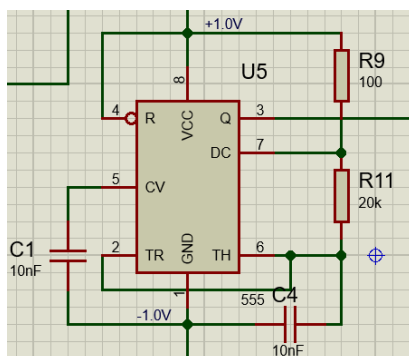 +1.0V
U5
R9
100
8
4
R
VCC
Q
3
DC
7
R11
20k
5
CV
C1
10nF
2
TR
GND
TH
6
1
555
C4
-1.0V
10nF